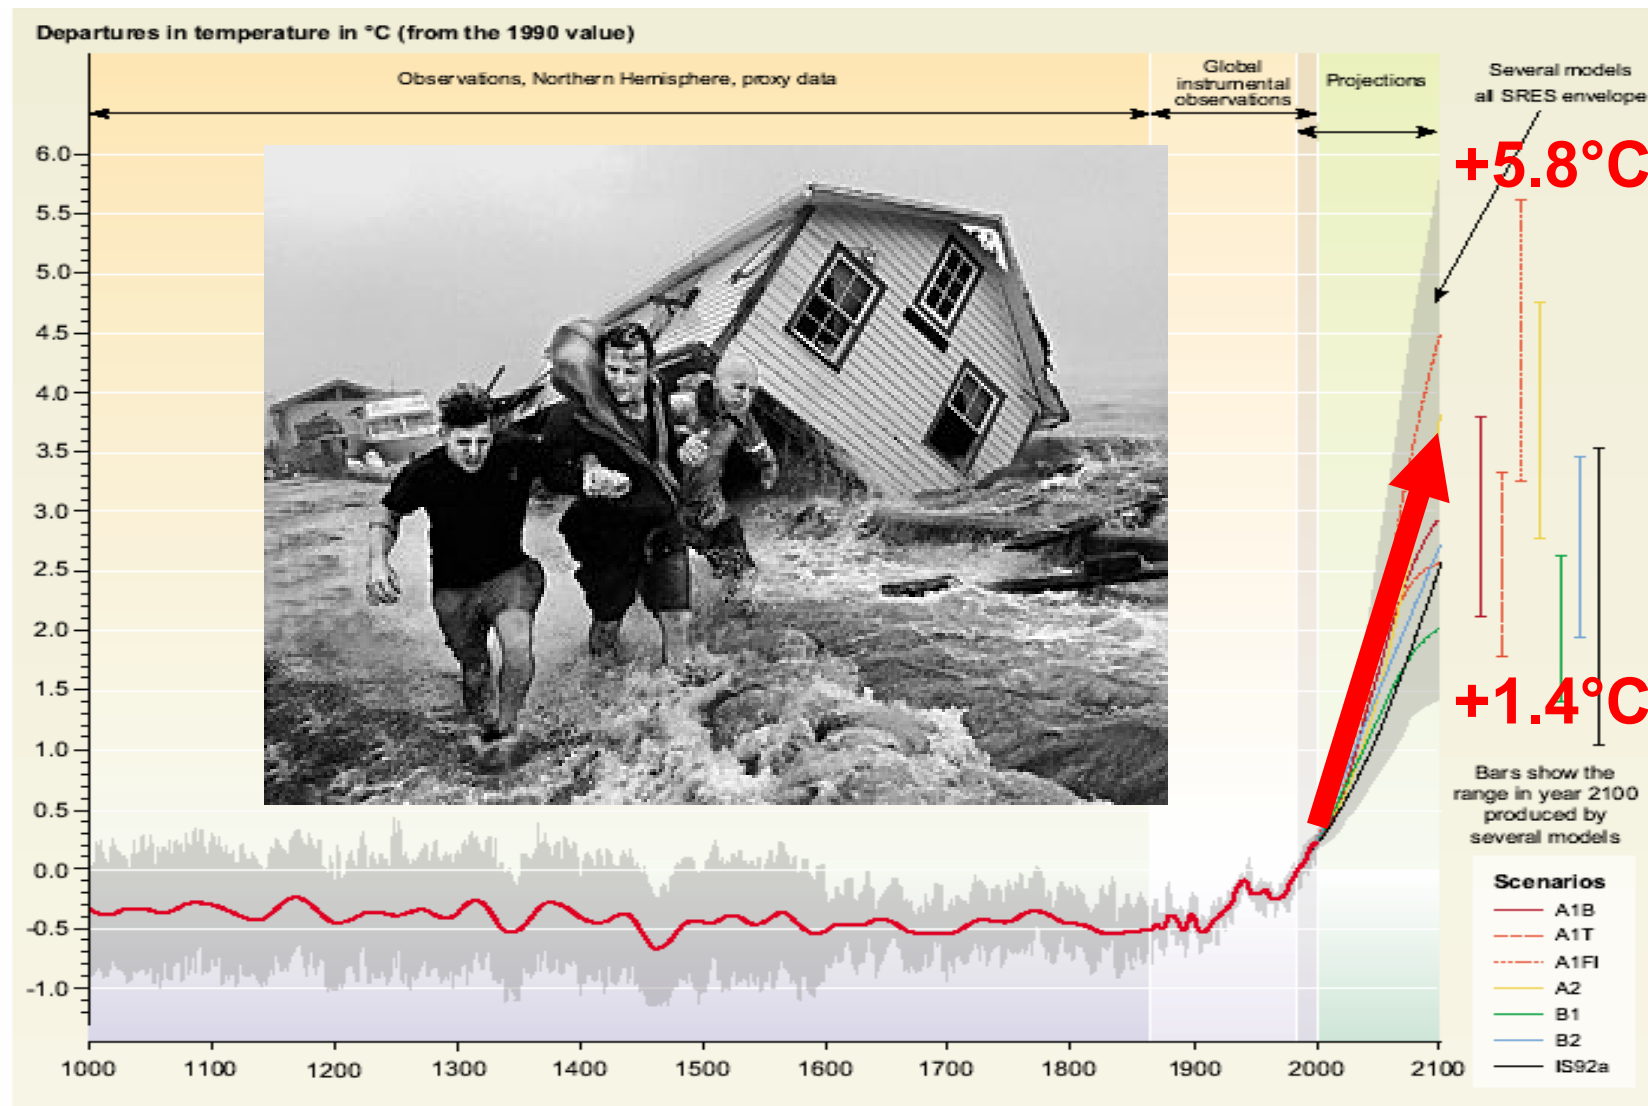 Departures in temperature in °C (from the 1990 value)
Observations, Northern Hemisphere, proxy data
Global
instrumental
observations
Projections
Several models
all SRES envelope
+5.8°C
6.0
5.5
5.0
4.5
4.0
3.5
3.0
2.5
2.0
1.5
1.0
0.5
0.0
-0.5
-1.0
+1.4°C
Bars show the
range in year 2100
produced by
several models
Scenarios
A1B
A1T
A1FI
A2
B1
B2
IS92a
1000 1100 1200 1300 1400 1500 1600 1700 1800 1900 2000 2100